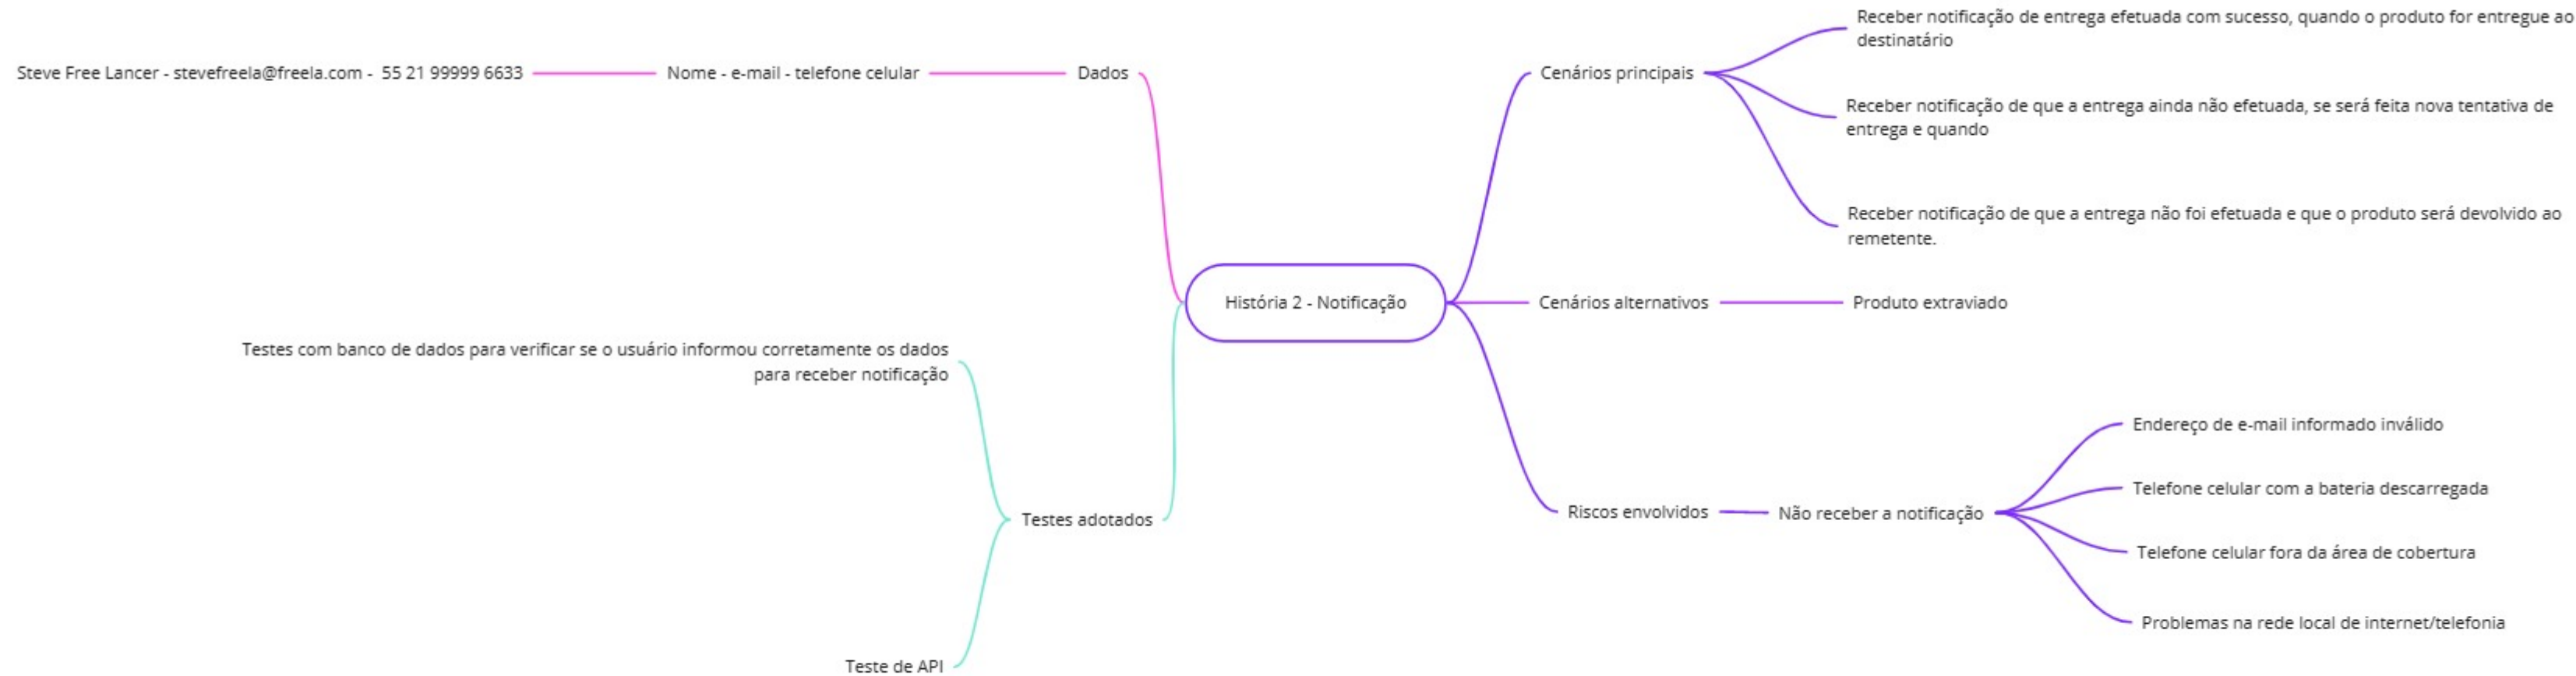 Receber notificação de entrega efetuada com sucesso, quando o produto for entregue ao
destinatário
Steve Free Lancer - stevefreela@freela.com -  55 21 99999 6633
Nome - e-mail - telefone celular
Dados
Cenários principais
Receber notificação de que a entrega ainda não efetuada, se será feita nova tentativa de
entrega e quando
Receber notificação de que a entrega não foi efetuada e que o produto será devolvido ao
remetente.
História 2 - Notificação
Cenários alternativos
Produto extraviado
Testes com banco de dados para verificar se o usuário informou corretamente os dados
para receber notificação
Testes adotados
Teste de API
Riscos envolvidos
Não receber a notificação
Endereço de e-mail informado inválido
Telefone celular com a bateria descarregada
Telefone celular fora da área de cobertura
Problemas na rede local de internet/telefonia